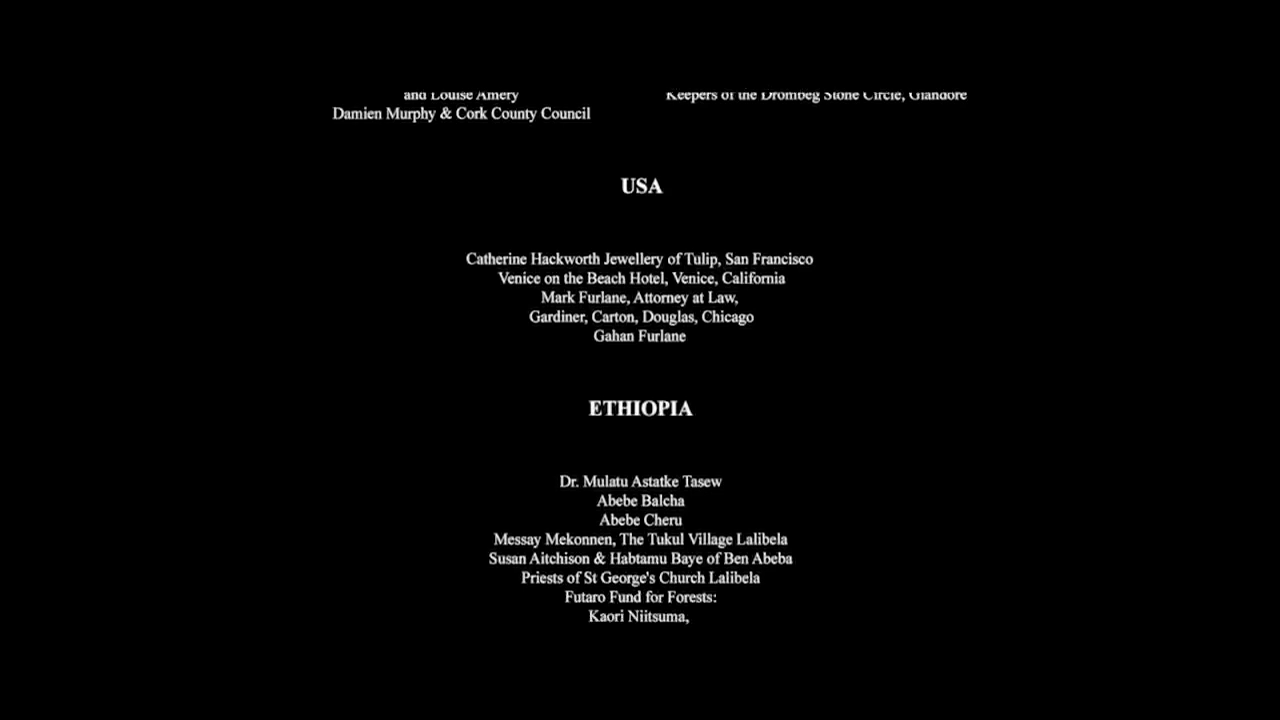 and Louise Amery
Keepers of the Drombeg Stone Circle, Glandore
Damien Murphy & Cork County Council
USA
Catherine Hackworth Jewellery of Tulip, San Francisco
Venice on the Beach Hotel, Venice, California
Mark Furlane, Attorney at Law,
Gardiner, Carton, Douglas, Chicago
Gahan Furlane
ETHIOPIA
Dr. Mulatu Astatke Tasew
Abebe Balcha
Abebe Cheru
Messay Mekonnen, The Tukul Village Lalibela
Susan Aitchison & Habtamu Baye of Ben Abeba
Priests of St George's Church Lalibela
Futaro Fund for Forests:
Kaori Niitsuma,